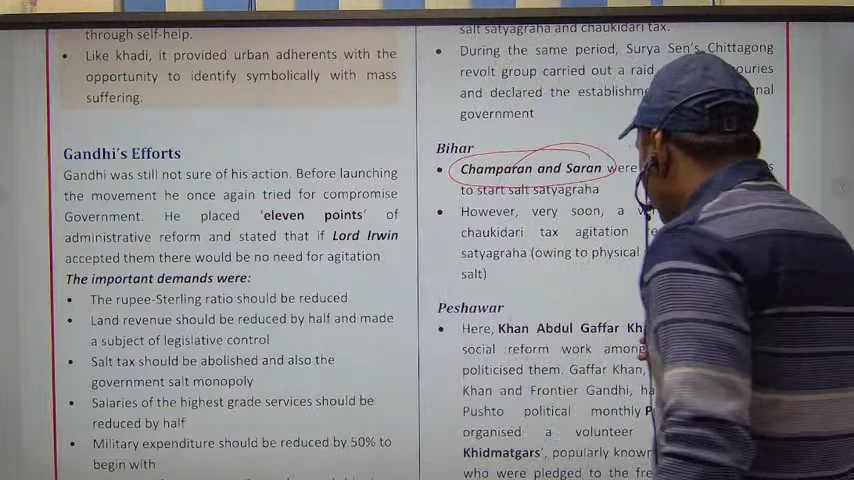 through self-help.
• Like khadi, it provided urban adherents with the
opportunity to identify symbolically with mass
suffering.
Gandhi's Efforts
Gandhi was still not sure of his action. Before launching
the movement he once again tried for compromise
Government. He placed 'eleven points' of
administrative reform and stated that if Lord Irwin
accepted them there would be no need for agitation
The important demands were:
• The rupee-Sterling ratio should be reduced
• Land revenue should be reduced by half and made
a subject of legislative control
• Salt tax should be abolished and also the
government salt monopoly
• Salaries of the highest grade services should be
reduced by half
• Military expenditure should be reduced by 50% to
begin with
salt satyagraha and chaukidari tax.
• During the same period, Surya Sen's Chittagong
revolt group carried out a raid
and declared the
government
Bihar
• Champaran and Saran were
to start salt satyagraha
• However, very soon, a
chaukidari tax agitation
satyagraha (owing to physical
salt)
Peshawar
• Here, Khan Abdul Gaffar
social reform work
politicised them. Gaffar Khan,
Khan and Frontier Gandhi,
Pushto political monthly
organised a volunteer
Khidmatgars', popularly
who were pledged to the